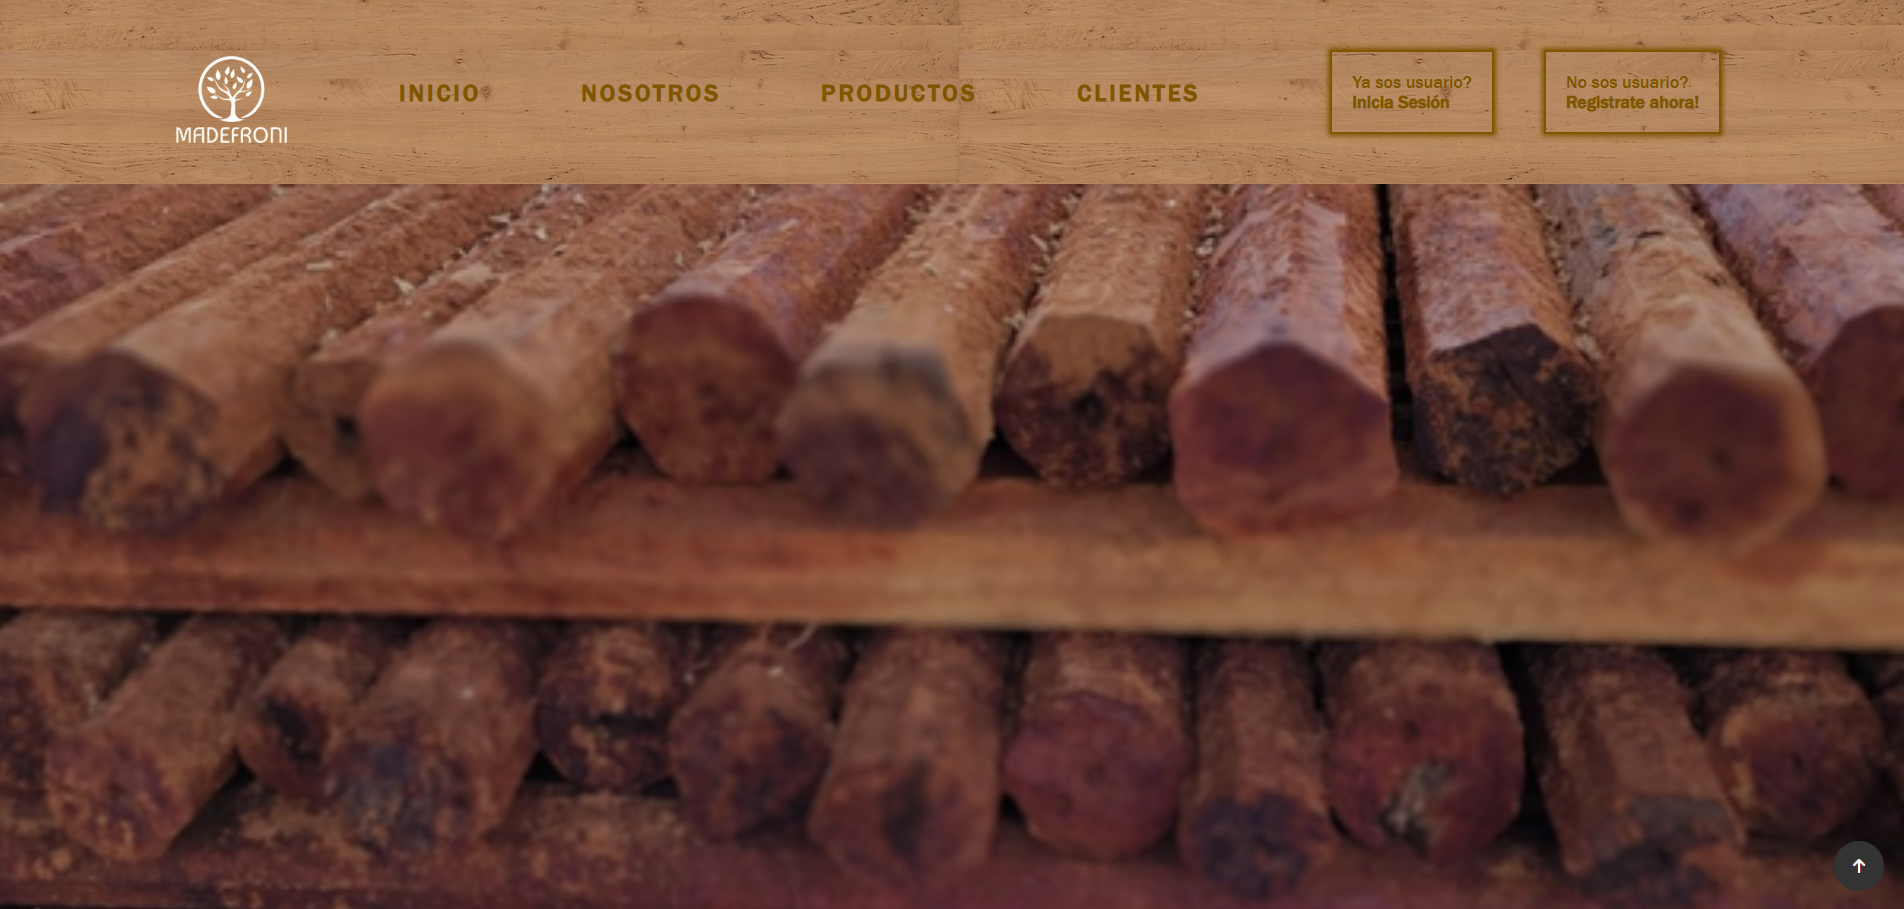 MADEFRONI
INICIO
NOSOTROS
PRODUCTOS
CLIENTES
Ya sos usuario?
Inicia Sesión
No sos usuario?
Registrate ahora!